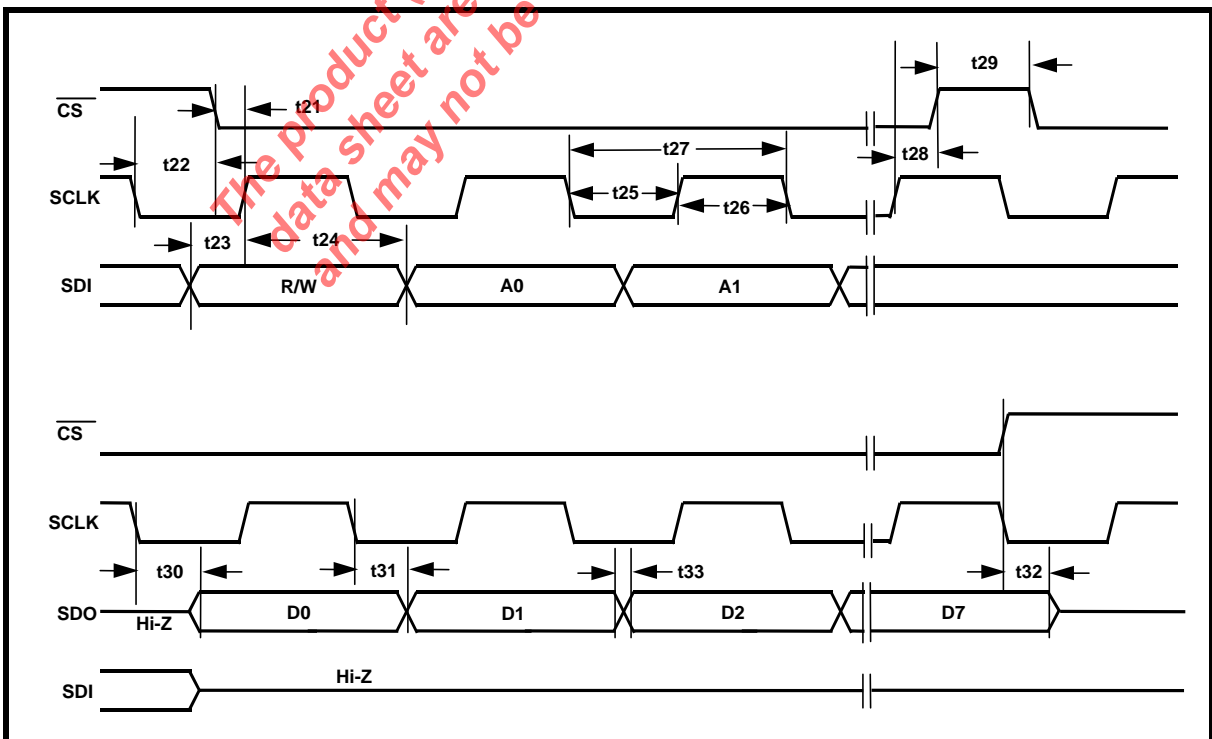 The product w
data sheet are
and may not be
CS
t21
t29
t22
t27
t28
SCLK
t25
t26
t23
t24
SDI
R/W
A0
A1
CS
SCLK
t30
t31
t33
t32
SDO
Hi-Z
D0
D1
D2
D7
SDI
Hi-Z